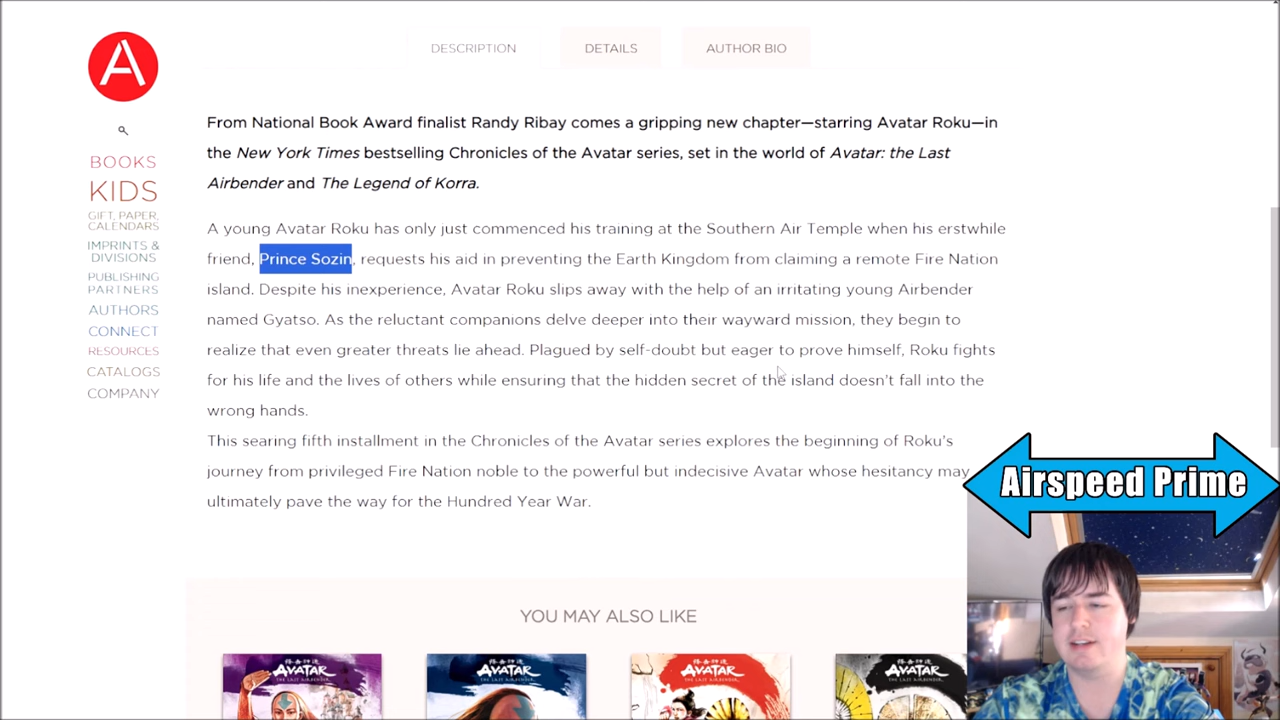 DESCRIPTION
DETAILS
AUTHOR BIO
A
BOOKS
KIDS
GIFT, PAPER,
CALENDARS
IMPRINTS &
DIVISIONS
PUBLISHING
PARTNERS
AUTHORS
CONNECT
RESOURCES
CATALOGS
COMPANY
From National Book Award finalist Randy Ribay comes a gripping new chapter—starring Avatar Roku—in
the New York Times bestselling Chronicles of the Avatar series, set in the world of Avatar: the Last
Airbender and The Legend of Korra.
A young Avatar Roku has only just commenced his training at the Southern Air Temple when his erstwhile
friend, Prince Sozin, requests his aid in preventing the Earth Kingdom from claiming a remote Fire Nation
island. Despite his inexperience, Avatar Roku slips away with the help of an irritating young Airbender
named Gyatso. As the reluctant companions delve deeper into their wayward mission, they begin to
realize that even greater threats lie ahead. Plagued by self-doubt but eager to prove himself, Roku fights
for his life and the lives of others while ensuring that the hidden secret of the island doesn't fall into the
wrong hands.
This searing fifth installment in the Chronicles of the Avatar series explores the beginning of Roku's
journey from privileged Fire Nation noble to the powerful but indecisive Avatar whose hesitancy may
ultimately pave the way for the Hundred Year War.
Airspeed Prime
YOU MAY ALSO LIKE
AVATAR
AVATAR
AVATAR
AVATAR